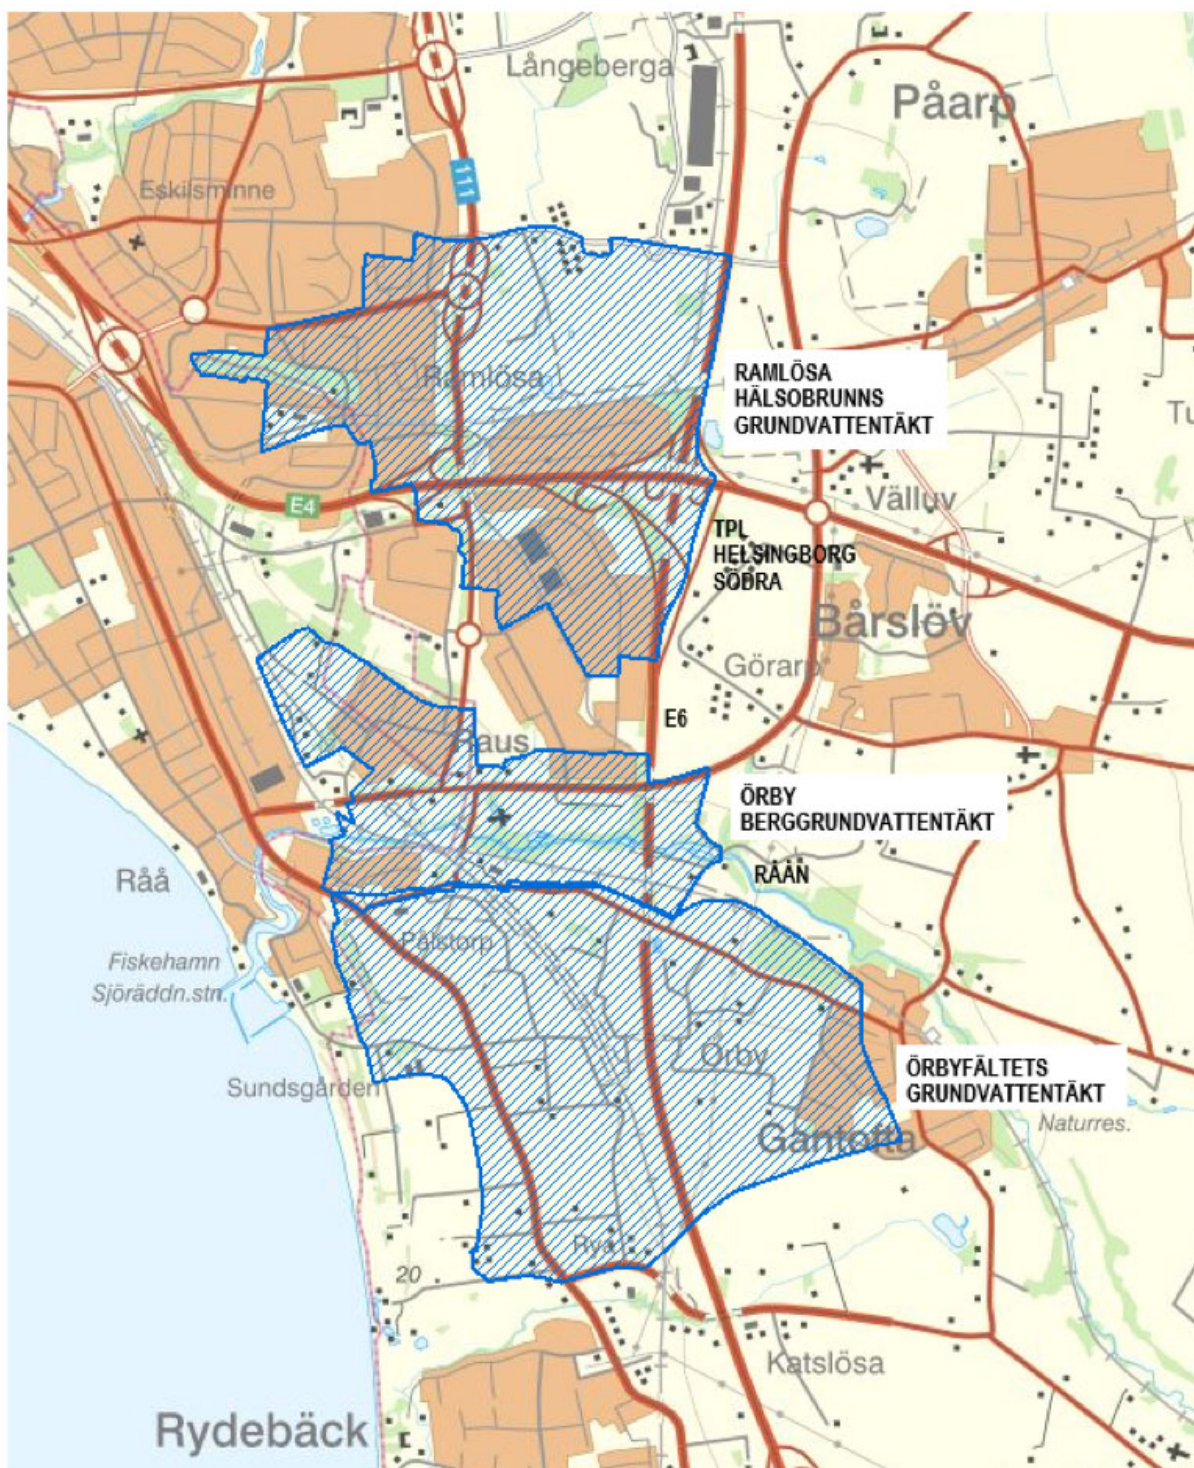 Långeberga
Påarp
111
Eskilsminne
Ramlösa
RAMLÖSA
HÄLSOBRUNNS
GRUNDVATTENTÄKT
Tu
E4
Välluv
TPL
HELSINGBORG
SÖDRA
Bårslöv
Görarp
E6
Raus
ÖRBY
BERGGRUNDVATTENTÄKT
RÅÅN
Råå
Pålstorp
Fiskehamn
Sjöräddn.stn.
Örby
ÖRBYFÄLTETS
GRUNDVATTENTÄKT
Sundsgården
Naturres.
Gantofta
Rya
20
Katslösa
Rydebäck